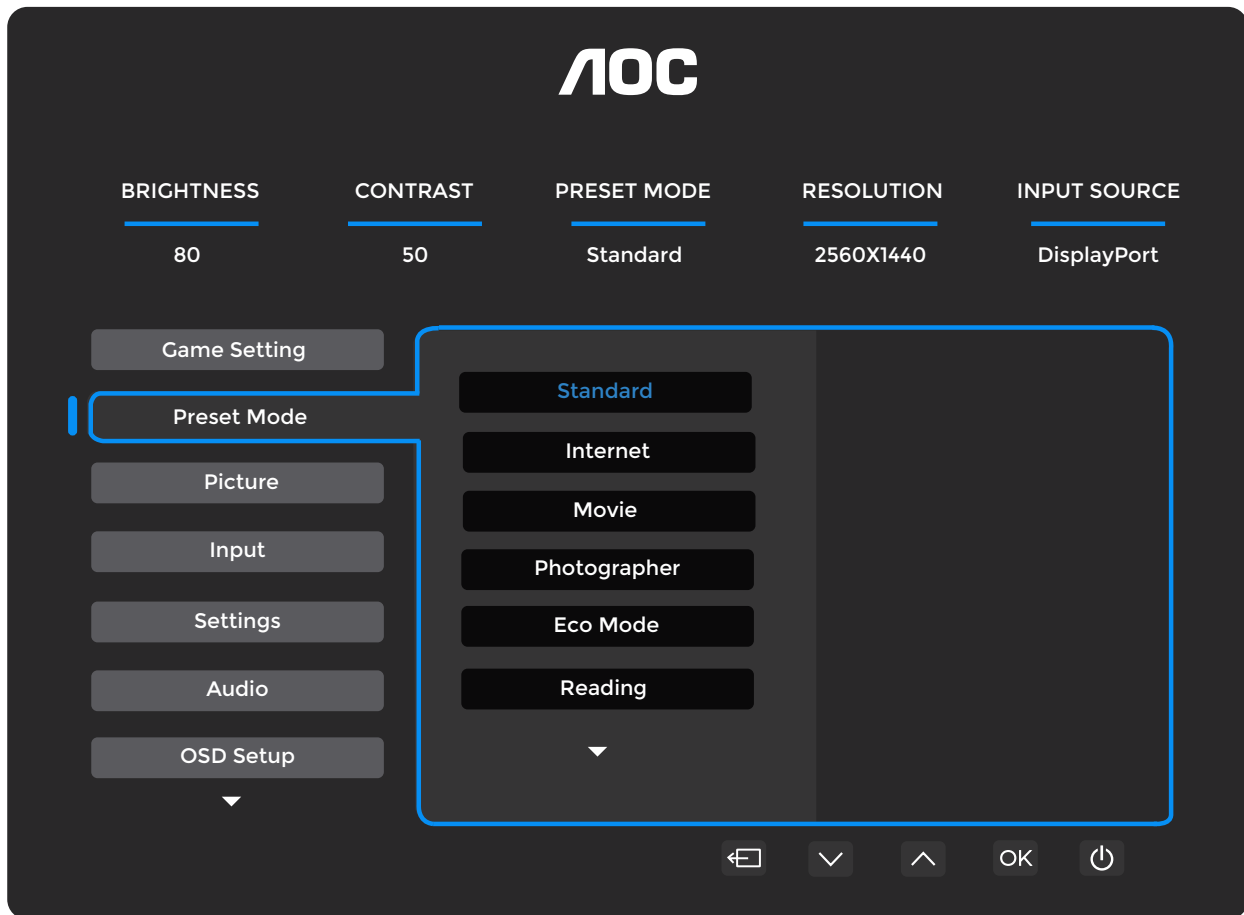 AOC
BRIGHTNESS CONTRAST PRESET MODE RESOLUTION INPUT SOURCE
80 50 Standard 2560X1440 DisplayPort
Game Setting
Preset Mode
Picture
Input
Settings
Audio
OSD Setup
Standard
Internet
Movie
Photographer
Eco Mode
Reading
OK